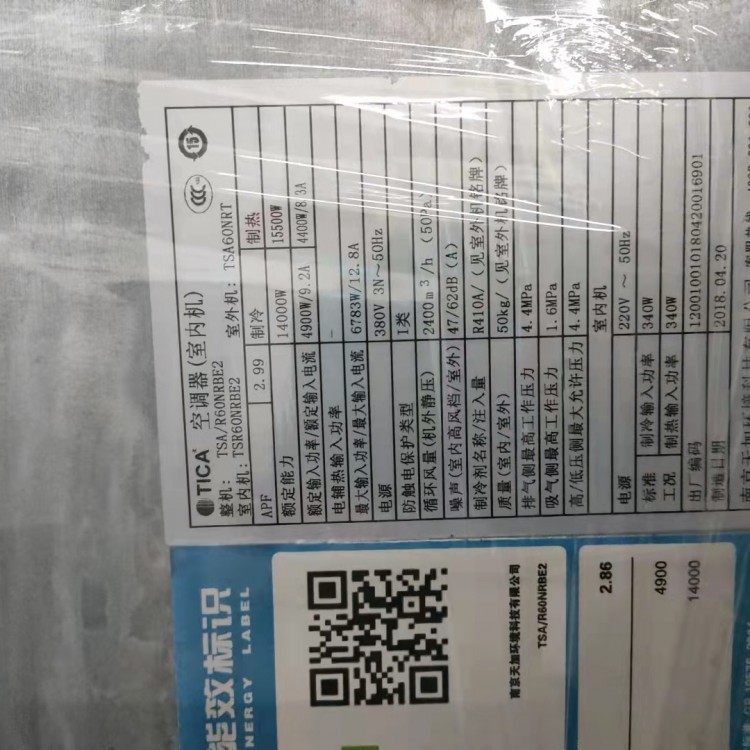 TICA 空调器(室内机)
整机: TSA/R60NRBE2
室内机: TSR60NRBE2 室外机: TSA60NRT
APF 2.99 制冷 制热
额定能力 14000W 15500W
额定输入功率/额定输入电流 4900W/9.2A 4400W/8.3A
电辅热输入功率 -
最大输入功率/最大输入电流 6783W/12.8A
电源 380V 3N～50Hz
防触电保护类型 I类
循环风量(机外静压) 2400m³/h (50Pa)
噪声(室内高风档/室外) 47/62dB(A)
制冷剂名称/注入量 R410A/(见室外机铭牌)
质量(室内/室外) 50kg/(见室外机铭牌)
排气侧最高工作压力 4.4MPa
吸气侧最高工作压力 1.6MPa
高/低压侧最大允许压力 4.4MPa
室内机
电源 220V ～ 50Hz
标准 制冷输入功率 340W
工况 制热输入功率 340W
出厂编码 120010010180420016901
制造日期 2018.04.20
15
CCC
能效标识
ENERGY LABEL
南京天加环境科技有限公司
TSA/R60NRBE2
2.86
4900
14000